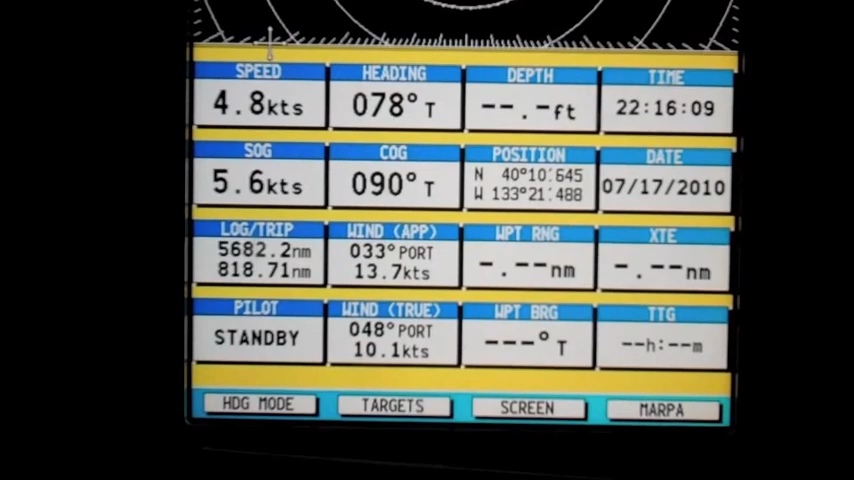 SPEED HEADING DEPTH TIME
4.8kts 078°T --.-ft 22:16:09
SOG COG POSITION DATE
5.6kts 090°T N 40°10'.645 07/17/2010
W 133°21'.488
LOG/TRIP WIND (APP) WPT RNG XTE
5682.2nm 033°PORT -.--nm -.--nm
818.71nm 13.7kts
PILOT WIND (TRUE) WPT BRG TTG
STANDBY 048°PORT ---°T --h:--m
10.1kts
HDG MODE TARGETS SCREEN MARPA